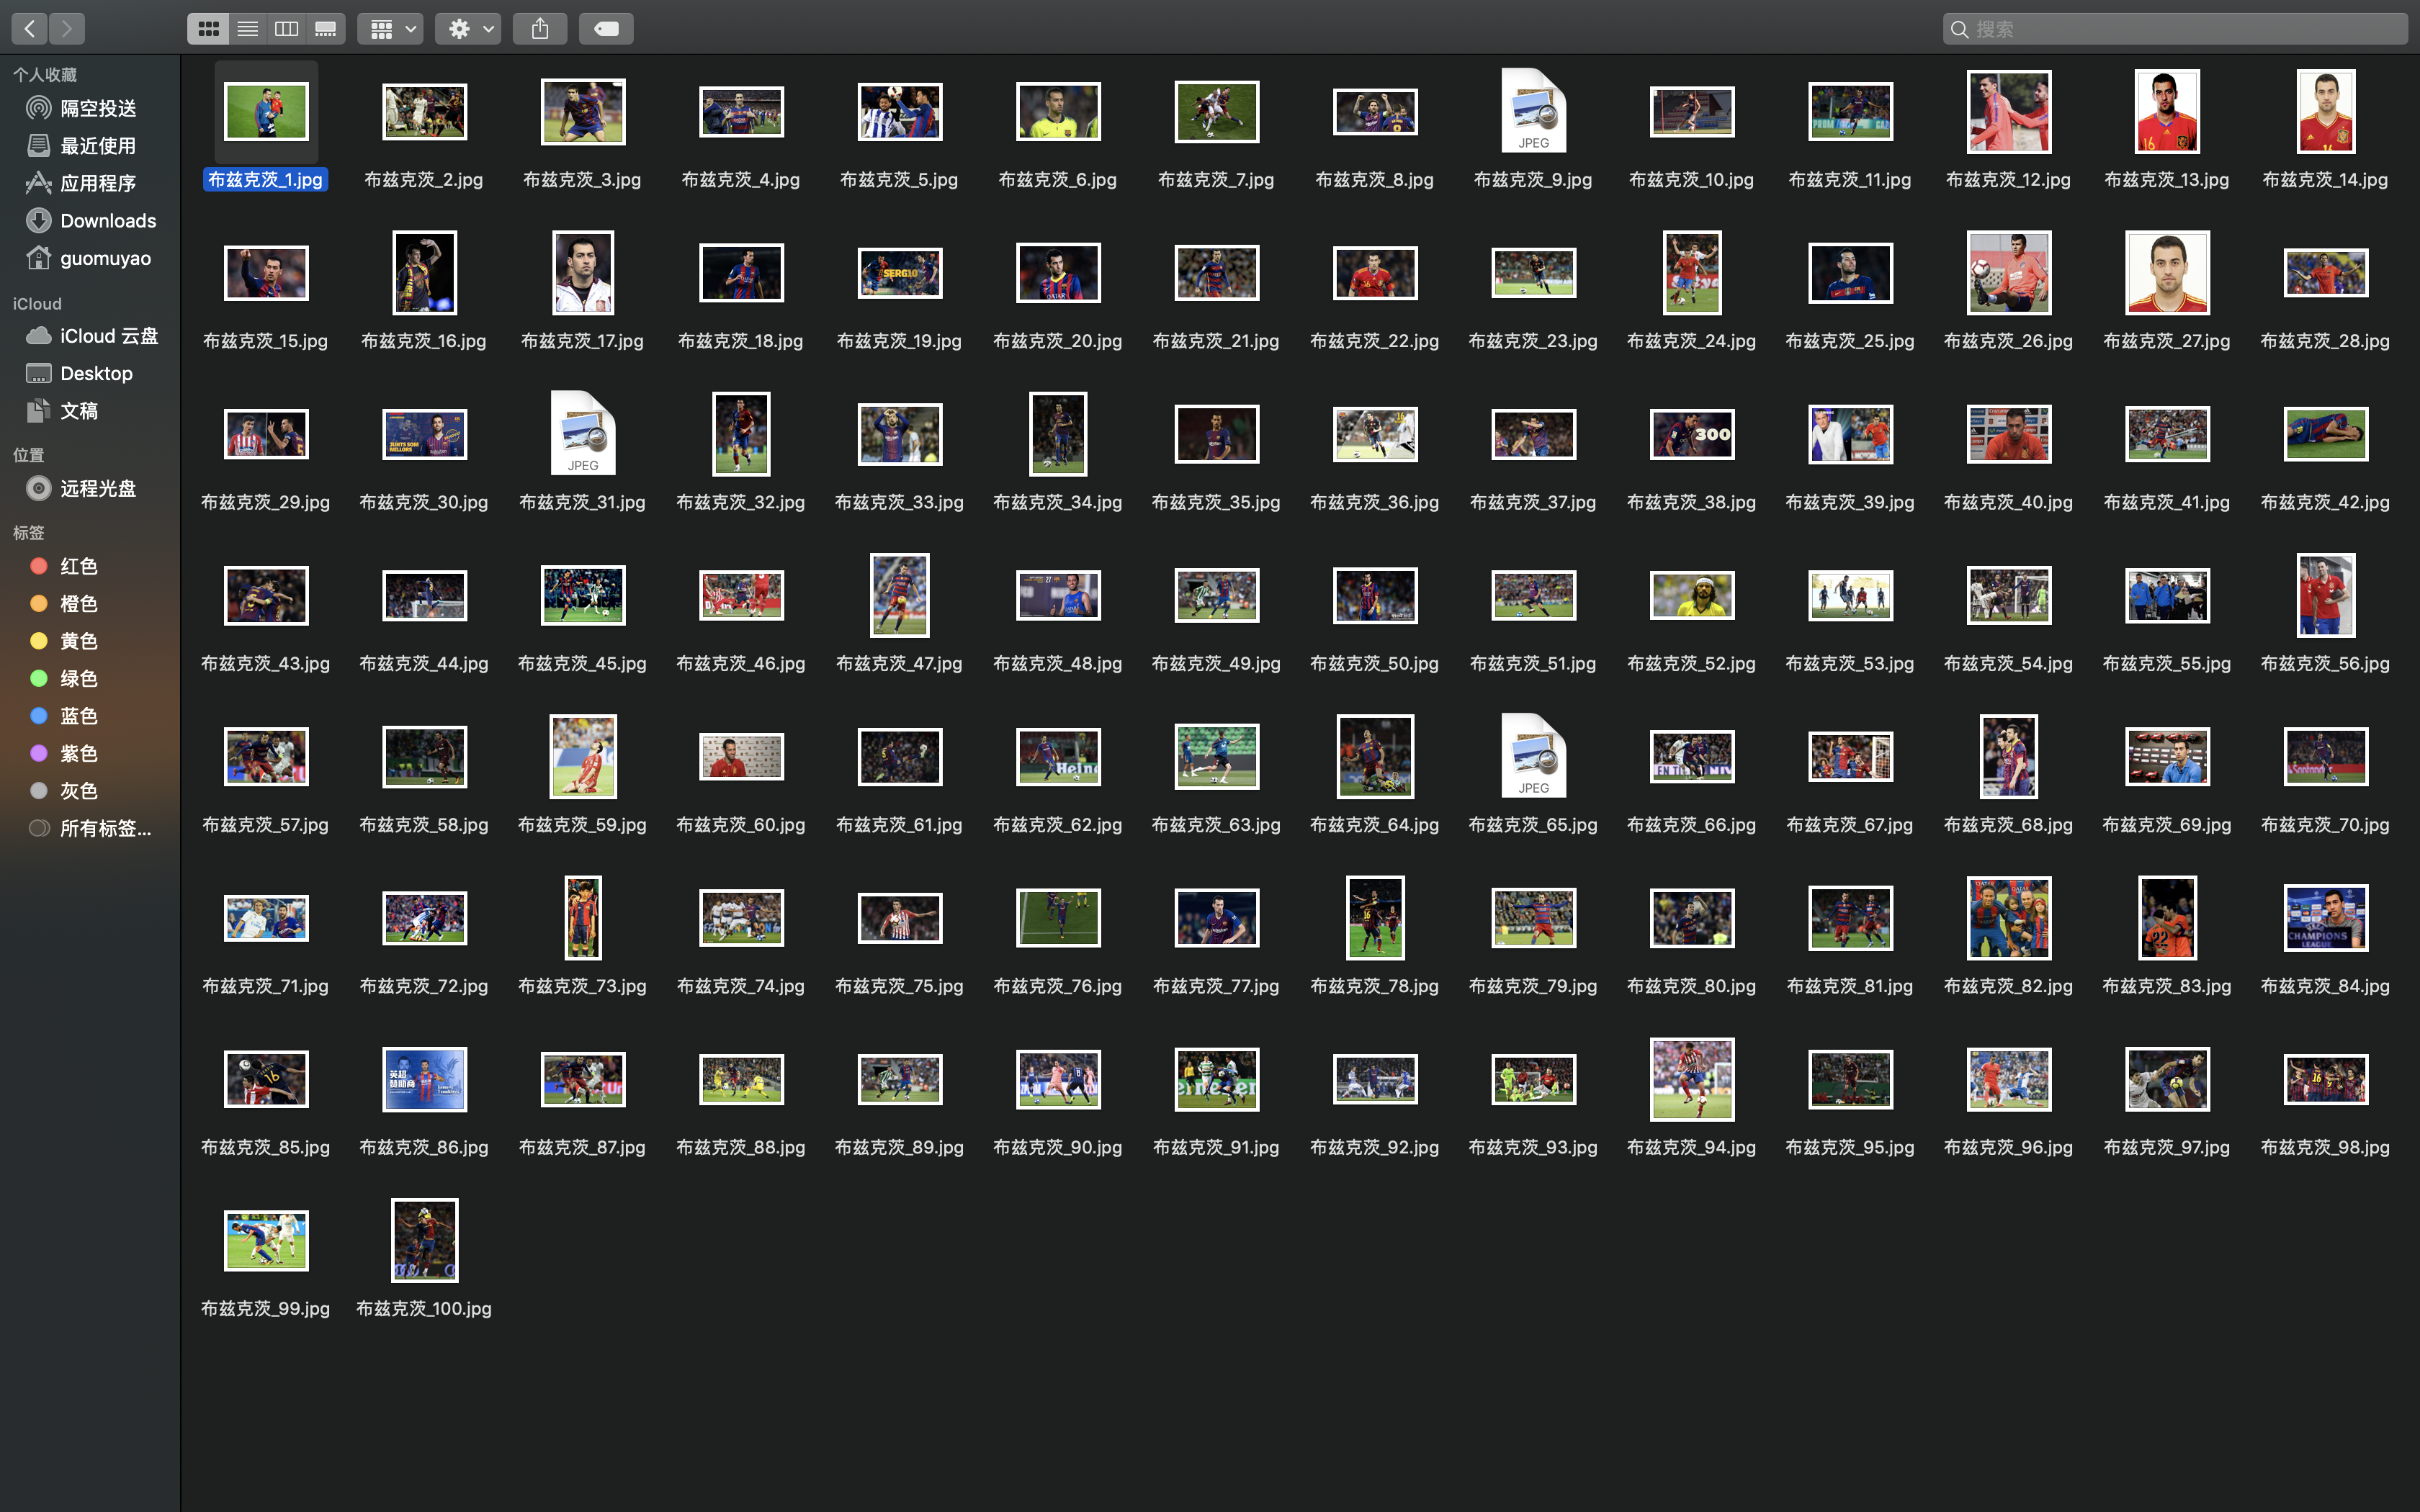 搜索
个人收藏
隔空投送
最近使用
应用程序
Downloads
guomuyao
iCloud
iCloud 云盘
Desktop
文稿
位置
远程光盘
标签
红色
橙色
黄色
绿色
蓝色
紫色
灰色
所有标签...
JPEG
布兹克茨_1.jpg 布兹克茨_2.jpg 布兹克茨_3.jpg 布兹克茨_4.jpg 布兹克茨_5.jpg 布兹克茨_6.jpg 布兹克茨_7.jpg 布兹克茨_8.jpg 布兹克茨_9.jpg 布兹克茨_10.jpg 布兹克茨_11.jpg 布兹克茨_12.jpg 布兹克茨_13.jpg 布兹克茨_14.jpg
SERG10
布兹克茨_15.jpg 布兹克茨_16.jpg 布兹克茨_17.jpg 布兹克茨_18.jpg 布兹克茨_19.jpg 布兹克茨_20.jpg 布兹克茨_21.jpg 布兹克茨_22.jpg 布兹克茨_23.jpg 布兹克茨_24.jpg 布兹克茨_25.jpg 布兹克茨_26.jpg 布兹克茨_27.jpg 布兹克茨_28.jpg
JUNTS SOM
MILLORS
JPEG
300
布兹克茨_29.jpg 布兹克茨_30.jpg 布兹克茨_31.jpg 布兹克茨_32.jpg 布兹克茨_33.jpg 布兹克茨_34.jpg 布兹克茨_35.jpg 布兹克茨_36.jpg 布兹克茨_37.jpg 布兹克茨_38.jpg 布兹克茨_39.jpg 布兹克茨_40.jpg 布兹克茨_41.jpg 布兹克茨_42.jpg
27
布兹克茨_43.jpg 布兹克茨_44.jpg 布兹克茨_45.jpg 布兹克茨_46.jpg 布兹克茨_47.jpg 布兹克茨_48.jpg 布兹克茨_49.jpg 布兹克茨_50.jpg 布兹克茨_51.jpg 布兹克茨_52.jpg 布兹克茨_53.jpg 布兹克茨_54.jpg 布兹克茨_55.jpg 布兹克茨_56.jpg
Heine
JPEG
布兹克茨_57.jpg 布兹克茨_58.jpg 布兹克茨_59.jpg 布兹克茨_60.jpg 布兹克茨_61.jpg 布兹克茨_62.jpg 布兹克茨_63.jpg 布兹克茨_64.jpg 布兹克茨_65.jpg 布兹克茨_66.jpg 布兹克茨_67.jpg 布兹克茨_68.jpg 布兹克茨_69.jpg 布兹克茨_70.jpg
16
22
CHAMPIONS
LEAGUE
布兹克茨_71.jpg 布兹克茨_72.jpg 布兹克茨_73.jpg 布兹克茨_74.jpg 布兹克茨_75.jpg 布兹克茨_76.jpg 布兹克茨_77.jpg 布兹克茨_78.jpg 布兹克茨_79.jpg 布兹克茨_80.jpg 布兹克茨_81.jpg 布兹克茨_82.jpg 布兹克茨_83.jpg 布兹克茨_84.jpg
16
英超
赞助商
布兹克茨_85.jpg 布兹克茨_86.jpg 布兹克茨_87.jpg 布兹克茨_88.jpg 布兹克茨_89.jpg 布兹克茨_90.jpg 布兹克茨_91.jpg 布兹克茨_92.jpg 布兹克茨_93.jpg 布兹克茨_94.jpg 布兹克茨_95.jpg 布兹克茨_96.jpg 布兹克茨_97.jpg 布兹克茨_98.jpg
布兹克茨_99.jpg 布兹克茨_100.jpg